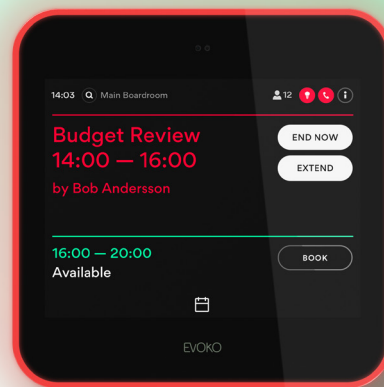 14:03 Main Boardroom 12
Budget Review
14:00 — 16:00
by Bob Andersson
END NOW
EXTEND
16:00 — 20:00
Available
BOOK
EVOKO